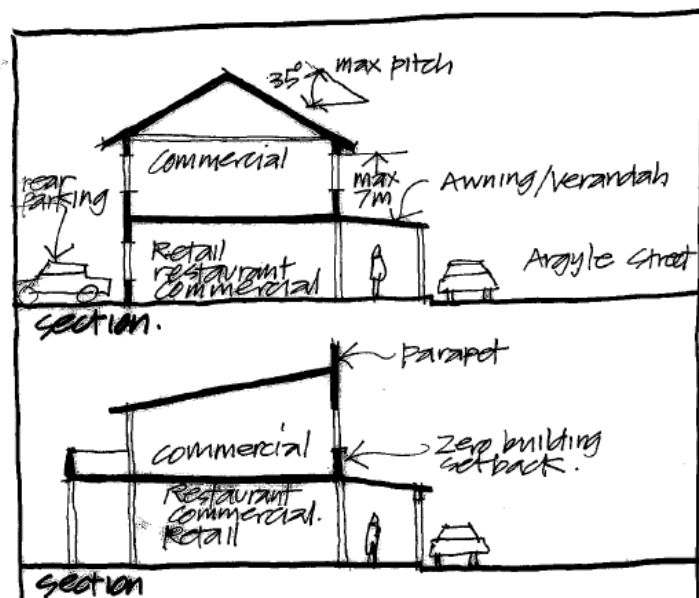 35° max pitch
commercial
max
7m
Awning/verandah
rear
parking
Retail
restaurant
commercial
Argyle Street
section.
parapet
commercial
Zero building
setback.
Restaurant
commercial.
Retail
section